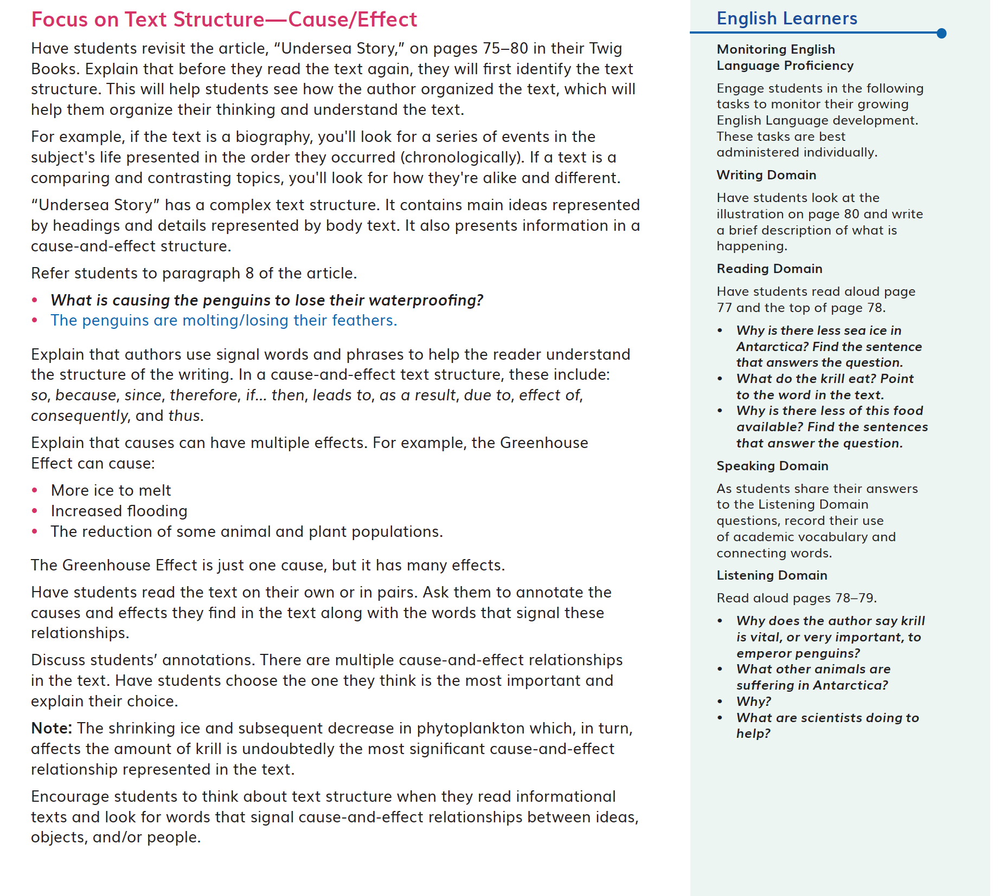 Focus on Text Structure—Cause/Effect
Have students revisit the article, “Undersea Story,” on pages 75–80 in their Twig
Books. Explain that before they read the text again, they will first identify the text
structure. This will help students see how the author organized the text, which will
help them organize their thinking and understand the text.
For example, if the text is a biography, you'll look for a series of events in the
subject's life presented in the order they occurred (chronologically). If a text is a
comparing and contrasting topics, you'll look for how they're alike and different.
“Undersea Story” has a complex text structure. It contains main ideas represented
by headings and details represented by body text. It also presents information in a
cause-and-effect structure.
Refer students to paragraph 8 of the article.
• What is causing the penguins to lose their waterproofing?
• The penguins are molting/losing their feathers.
Explain that authors use signal words and phrases to help the reader understand
the structure of the writing. In a cause-and-effect text structure, these include:
so, because, since, therefore, if... then, leads to, as a result, due to, effect of,
consequently, and thus.
Explain that causes can have multiple effects. For example, the Greenhouse
Effect can cause:
• More ice to melt
• Increased flooding
• The reduction of some animal and plant populations.
The Greenhouse Effect is just one cause, but it has many effects.
Have students read the text on their own or in pairs. Ask them to annotate the
causes and effects they find in the text along with the words that signal these
relationships.
Discuss students’ annotations. There are multiple cause-and-effect relationships
in the text. Have students choose the one they think is the most important and
explain their choice.
Note: The shrinking ice and subsequent decrease in phytoplankton which, in turn,
affects the amount of krill is undoubtedly the most significant cause-and-effect
relationship represented in the text.
Encourage students to think about text structure when they read informational
texts and look for words that signal cause-and-effect relationships between ideas,
objects, and/or people.
English Learners
Monitoring English
Language Proficiency
Engage students in the following
tasks to monitor their growing
English Language development.
These tasks are best
administered individually.
Writing Domain
Have students look at the
illustration on page 80 and write
a brief description of what is
happening.
Reading Domain
Have students read aloud page
77 and the top of page 78.
• Why is there less sea ice in
Antarctica? Find the sentence
that answers the question.
• What do the krill eat? Point
to the word in the text.
• Why is there less of this food
available? Find the sentences
that answer the question.
Speaking Domain
As students share their answers
to the Listening Domain
questions, record their use
of academic vocabulary and
connecting words.
Listening Domain
Read aloud pages 78–79.
• Why does the author say krill
is vital, or very important, to
emperor penguins?
• What other animals are
suffering in Antarctica?
• Why?
• What are scientists doing to
help?